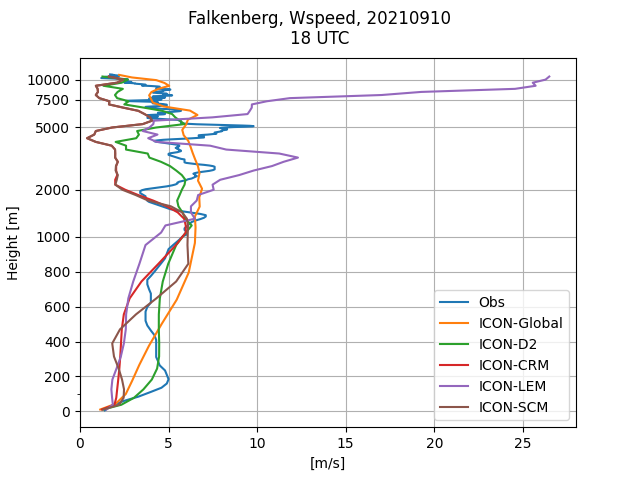 Falkenberg, Wspeed, 20210910
18 UTC
Height [m]
10000
7500
5000
2000
1000
800
600
400
200
0
Obs
ICON-Global
ICON-D2
ICON-CRM
ICON-LEM
ICON-SCM
0 5 10 15 20 25
[m/s]